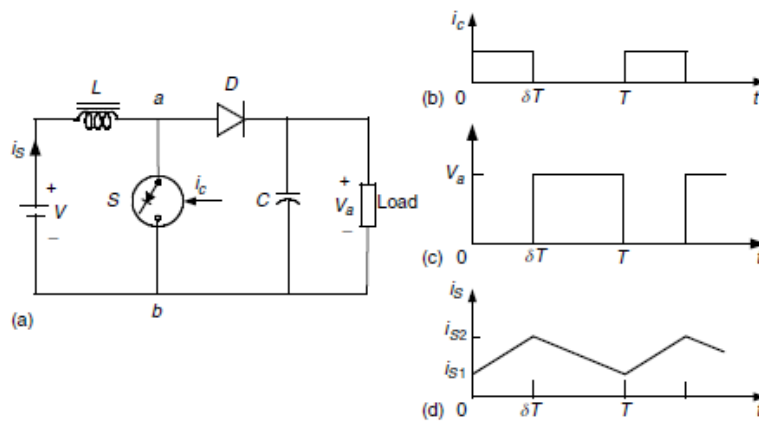 L
a
D
i_S
+
V
−
S
i_c
C
+
V_a
−
Load
b
(a)
i_c
(b)
0
δT
T
t
V_a
(c)
0
δT
T
t
i_S
i_S2
i_S1
(d)
0
δT
T
t